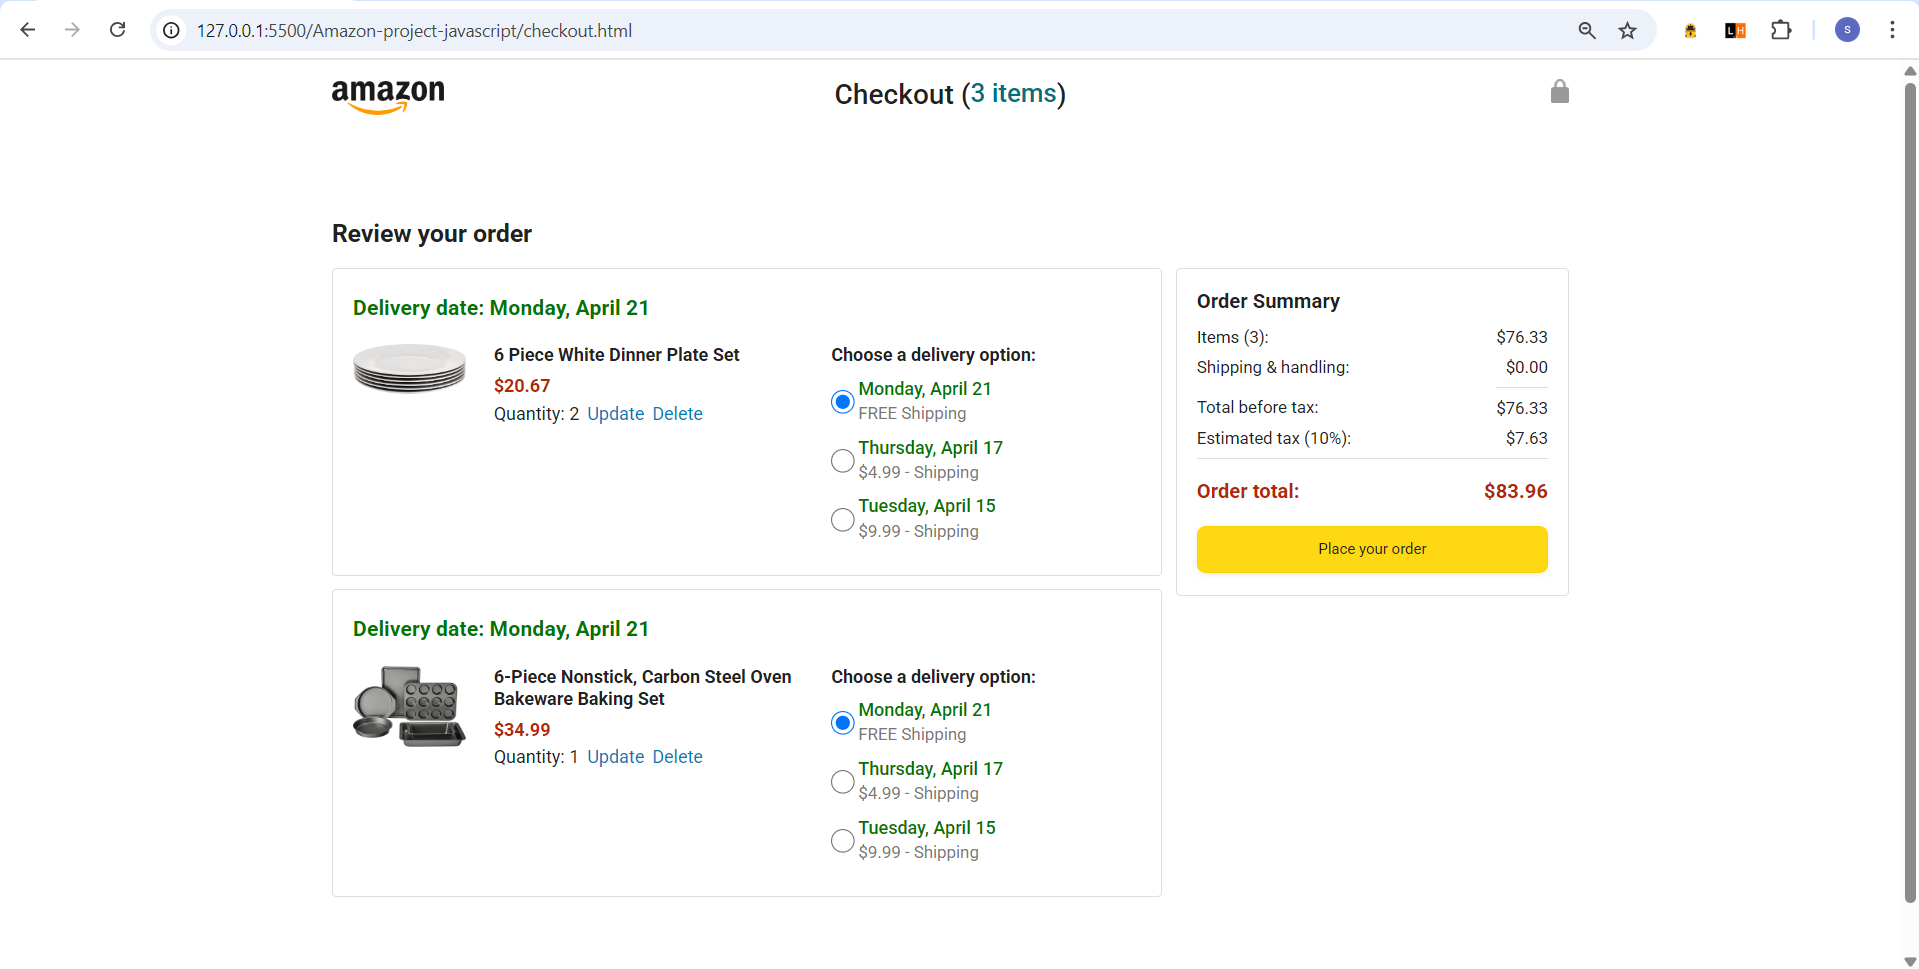 127.0.0.1:5500/Amazon-project-javascript/checkout.html
L H
S
amazon
Checkout (3 items)
Review your order
Delivery date: Monday, April 21
6 Piece White Dinner Plate Set
$20.67
Quantity: 2 Update Delete
Choose a delivery option:
Monday, April 21
FREE Shipping
Thursday, April 17
$4.99 - Shipping
Tuesday, April 15
$9.99 - Shipping
Order Summary
Items (3): $76.33
Shipping & handling: $0.00
Total before tax: $76.33
Estimated tax (10%): $7.63
Order total: $83.96
Place your order
Delivery date: Monday, April 21
6-Piece Nonstick, Carbon Steel Oven
Bakeware Baking Set
$34.99
Quantity: 1 Update Delete
Choose a delivery option:
Monday, April 21
FREE Shipping
Thursday, April 17
$4.99 - Shipping
Tuesday, April 15
$9.99 - Shipping